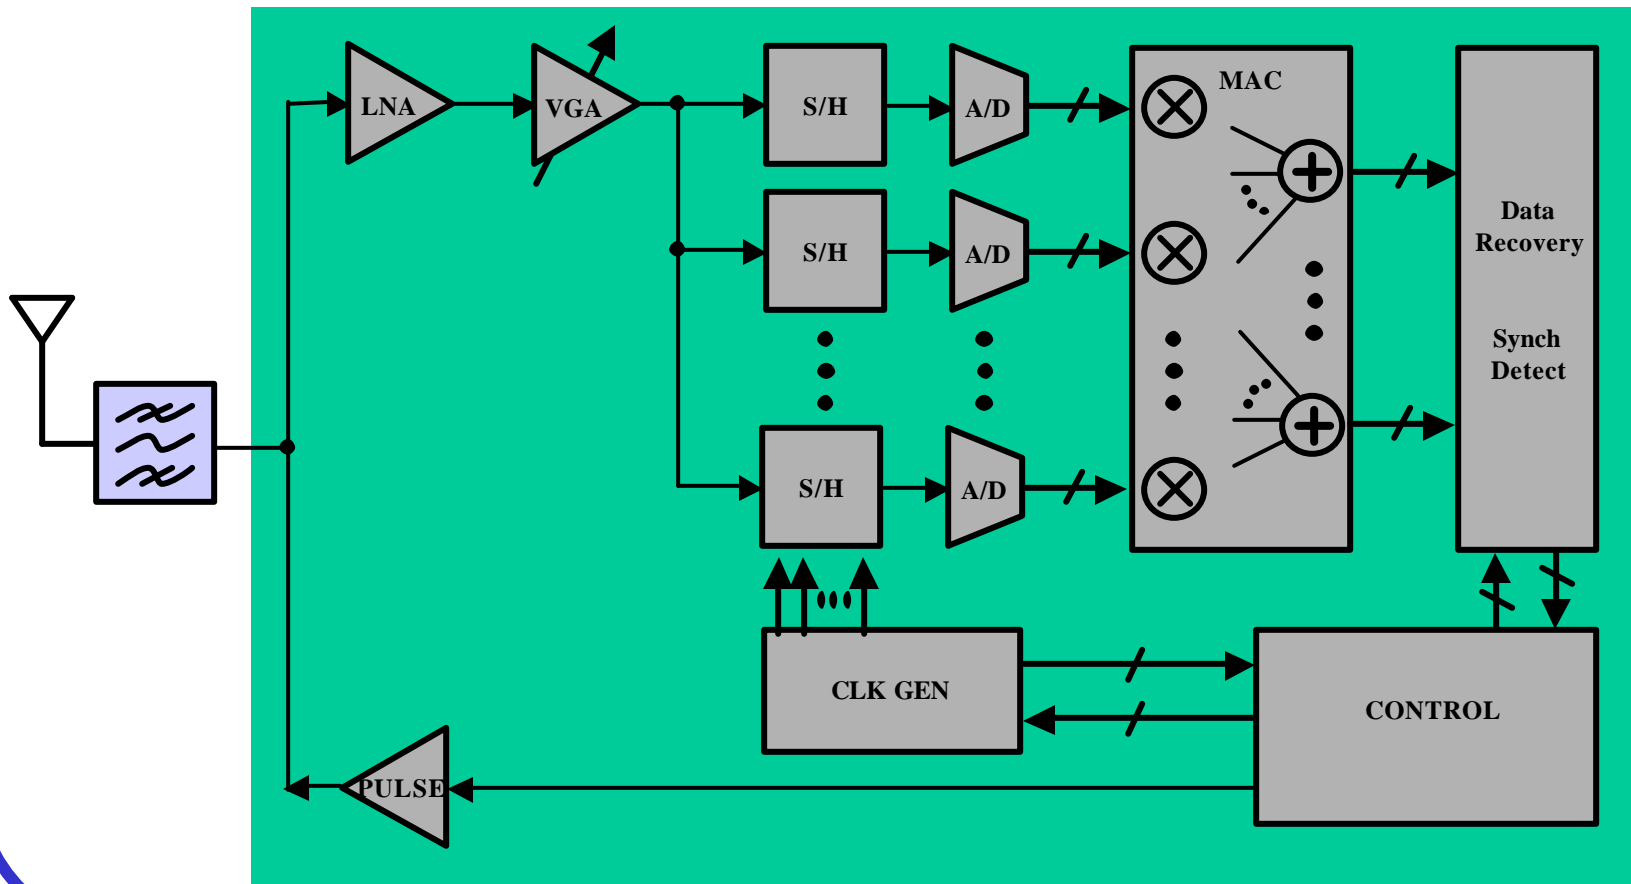 LNA
VGA
S/H
A/D
MAC
S/H
A/D
Data
Recovery
Synch
Detect
S/H
A/D
CLK GEN
CONTROL
PULSE